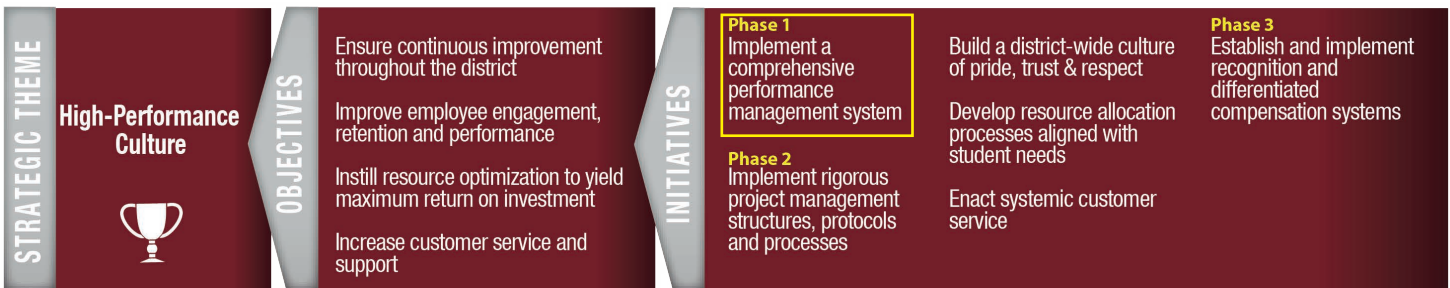 STRATEGIC THEME
High-Performance
Culture
OBJECTIVES
Ensure continuous improvement
throughout the district
Improve employee engagement,
retention and performance
Instill resource optimization to yield
maximum return on investment
Increase customer service and
support
INITIATIVES
Phase 1
Implement a
comprehensive
performance
management system
Phase 2
Implement rigorous
project management
structures, protocols
and processes
Build a district-wide culture
of pride, trust & respect
Develop resource allocation
processes aligned with
student needs
Enact systemic customer
service
Phase 3
Establish and implement
recognition and
differentiated
compensation systems